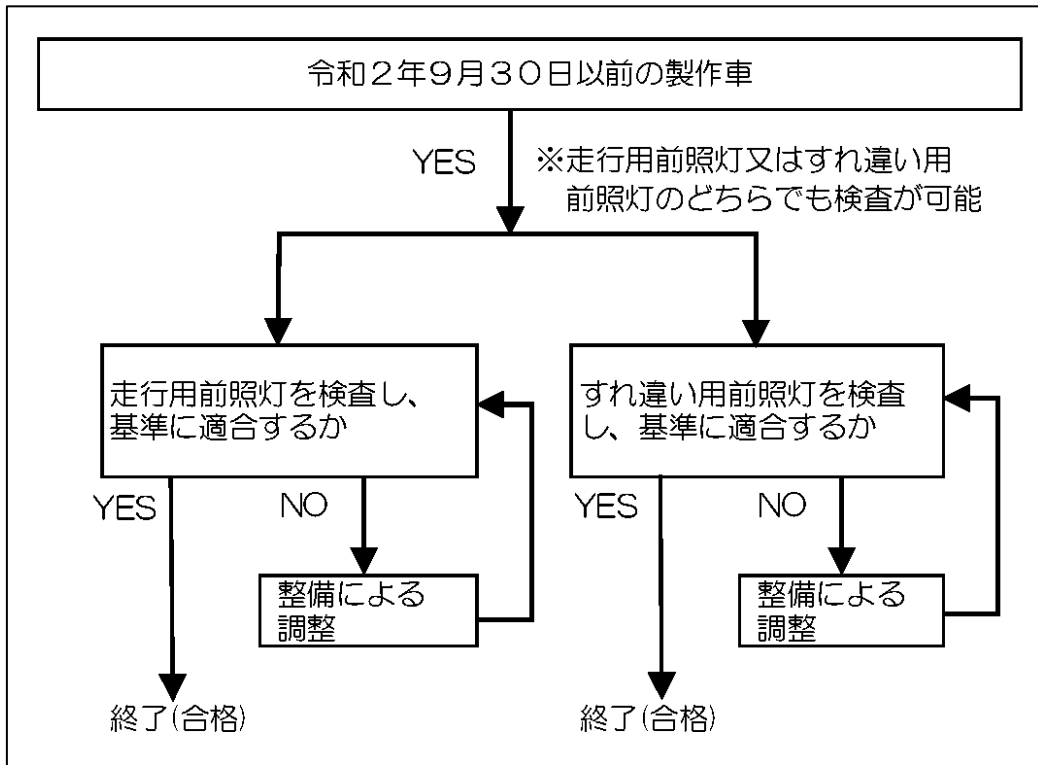 令和２年９月３０日以前の製作車
YES
※走行用前照灯又はすれ違い用
前照灯のどちらでも検査が可能
走行用前照灯を検査し、
基準に適合するか
YES
NO
整備による
調整
終了(合格)
すれ違い用前照灯を検査
し、基準に適合するか
YES
NO
整備による
調整
終了(合格)